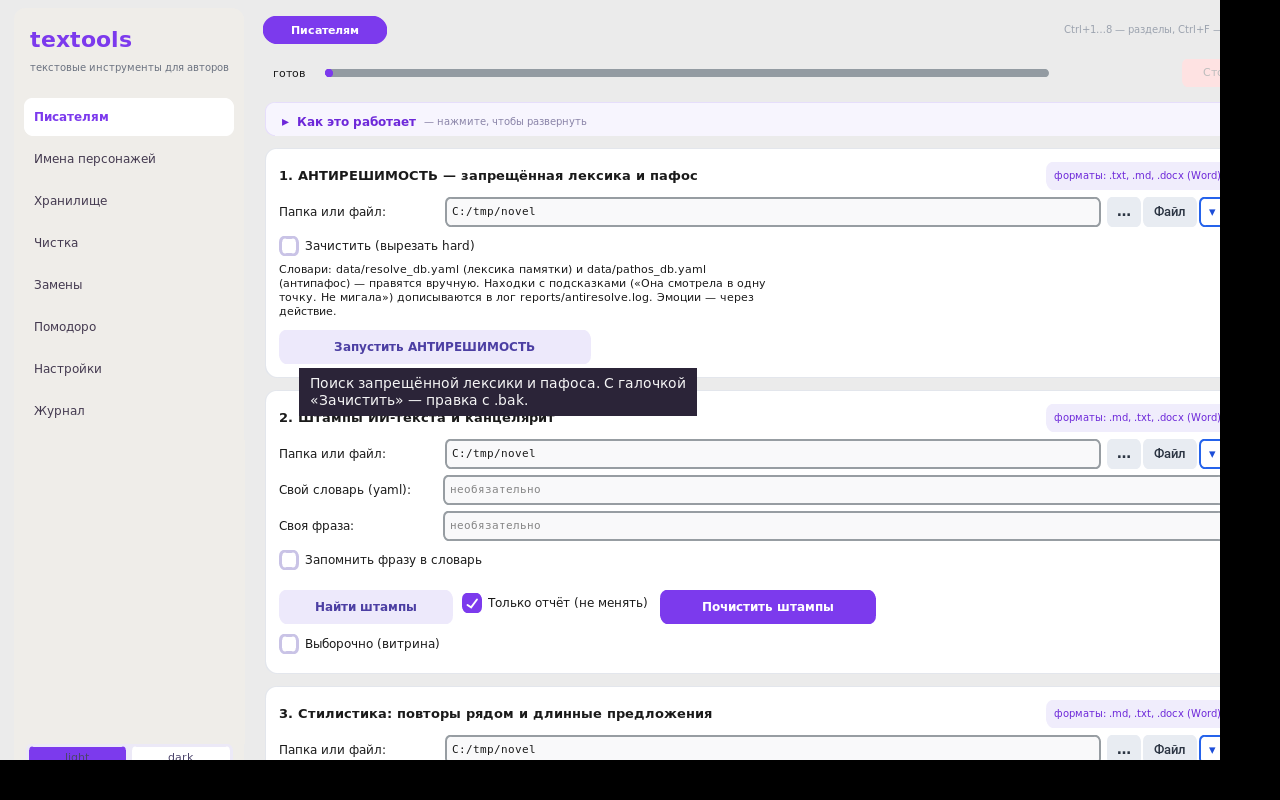 textools
текстовые инструменты для авторов
Писателям
Имена персонажей
Хранилище
Чистка
Замены
Помодоро
Настройки
Журнал
light
dark
Писателям
Ctrl+1…8 — разделы, Ctrl+F —
готов
▸ Как это работает — нажмите, чтобы развернуть
1. АНТИРЕШИМОСТЬ — запрещённая лексика и пафос
форматы: .txt, .md, .docx (Word)
Папка или файл:
C:/tmp/novel
...
Файл
Зачистить (вырезать hard)
Словари: data/resolve_db.yaml (лексика памятки) и data/pathos_db.yaml
(антипафос) — правятся вручную. Находки с подсказками («Она смотрела в одну
точку. Не мигала») дописываются в лог reports/antiresolve.log. Эмоции — через
действие.
Запустить АНТИРЕШИМОСТЬ
Поиск запрещённой лексики и пафоса. С галочкой
«Зачистить» — правка с .bak.
2. Штампы ИИ-текста и канцелярит
форматы: .md, .txt, .docx (Word)
Папка или файл:
C:/tmp/novel
...
Файл
Свой словарь (yaml):
необязательно
Своя фраза:
необязательно
Запомнить фразу в словарь
Найти штампы
Только отчёт (не менять)
Почистить штампы
Выборочно (витрина)
3. Стилистика: повторы рядом и длинные предложения
форматы: .md, .txt, .docx (Word)
Папка или файл:
C:/tmp/novel
...
Файл